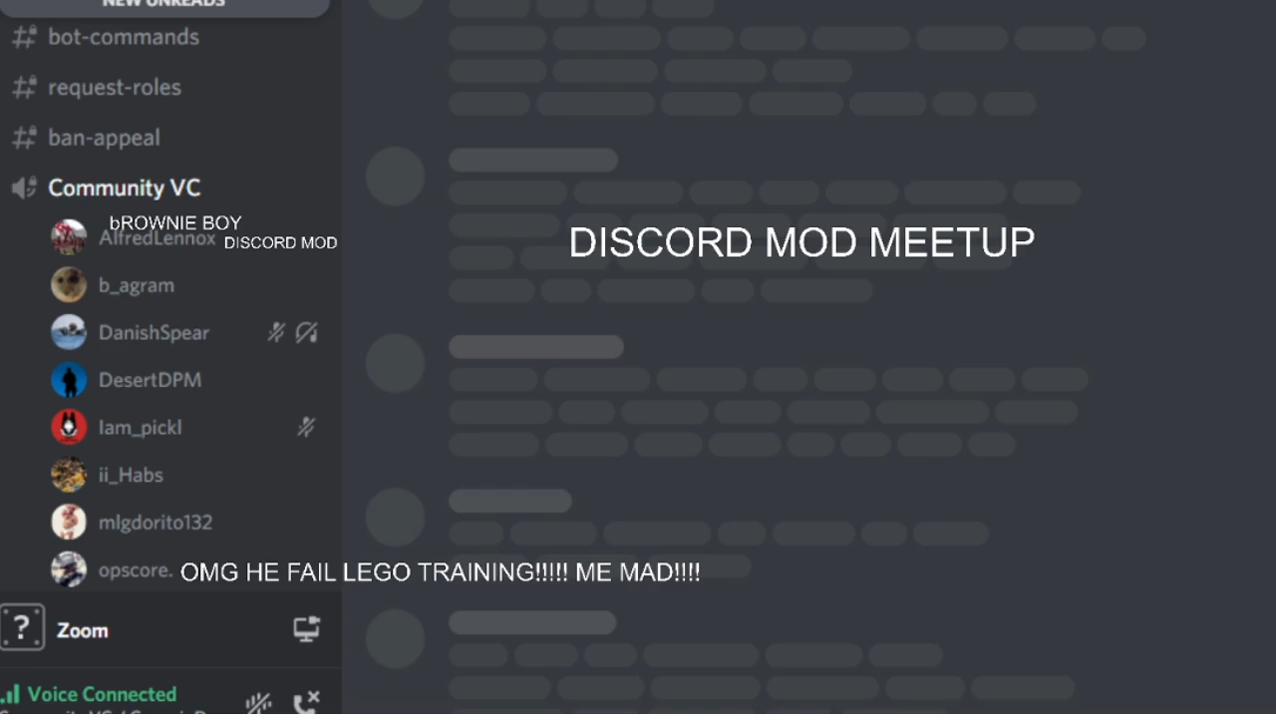 NEW UNREADS
bot-commands
request-roles
ban-appeal
Community VC
bROWNIE BOY
AlfredLennox
DISCORD MOD
DISCORD MOD MEETUP
b_agram
DanishSpear
DesertDPM
Iam_pickl
ii_Habs
mlgdorito132
opscore.
OMG HE FAIL LEGO TRAINING!!!!! ME MAD!!!!
?
Zoom
Voice Connected